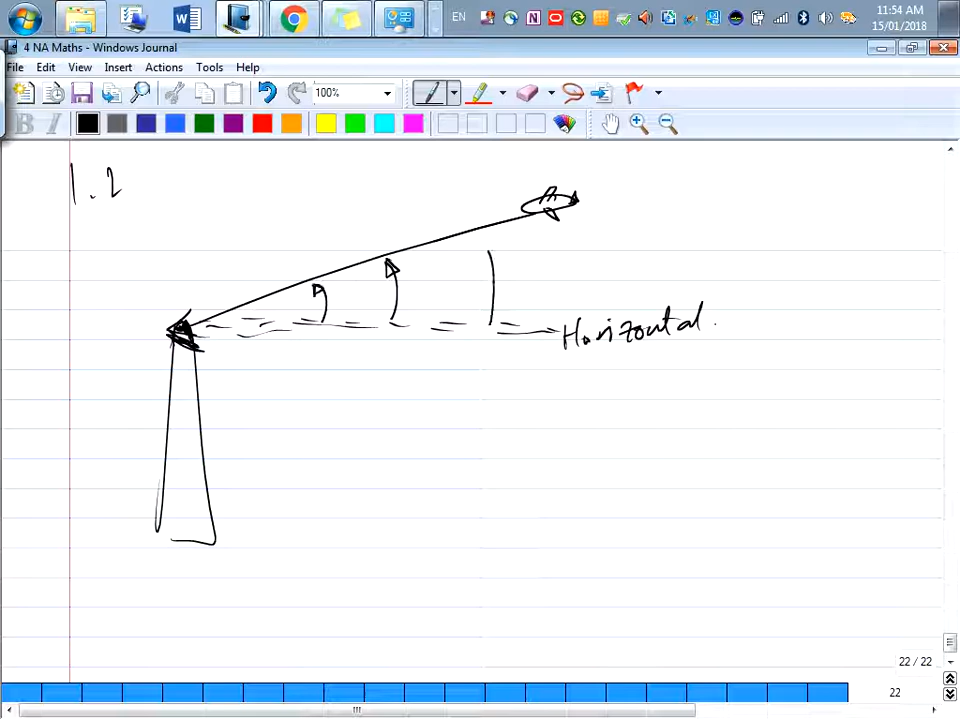 EN
11:54 AM
15/01/2018
4 NA Maths - Windows Journal
File Edit View Insert Actions Tools Help
100%
B I
1.2
Horizontal
22 / 22
22